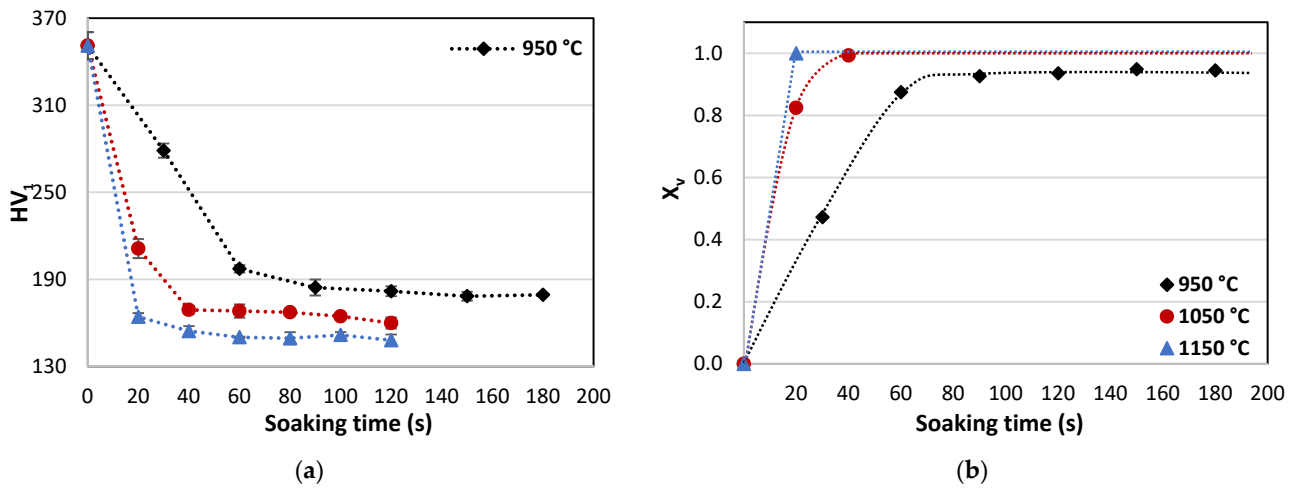 370
310
250
190
130
HV1
0 20 40 60 80 100 120 140 160 180 200
Soaking time (s)
950 °C
(a)
1.0
0.8
0.6
0.4
0.2
0.0
Xv
20 40 60 80 100 120 140 160 180 200
Soaking time (s)
950 °C
1050 °C
1150 °C
(b)